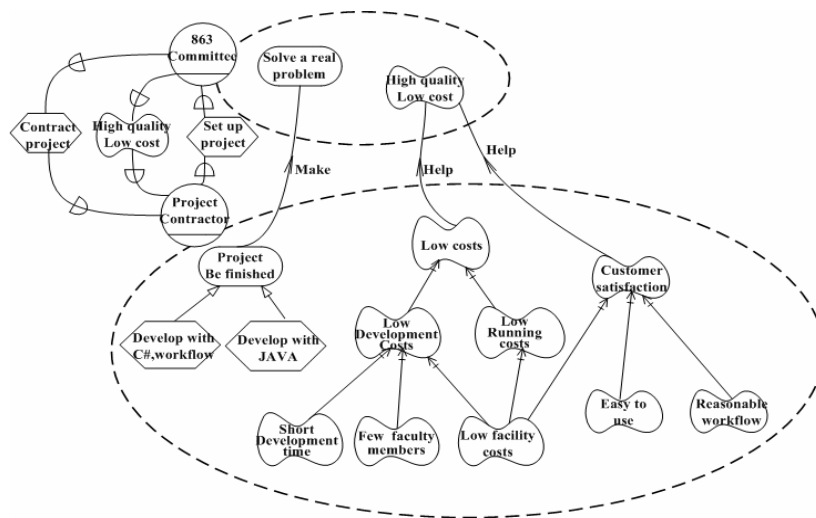 863
Committee
Solve a real
problem
High quality
Low cost
Contract
project
High quality
Low cost
Set up
project
Make
Help
Help
Project
Contractor
Project
Be finished
Low costs
Customer
satisfaction
Develop with
C#,workflow
Develop with
JAVA
Low
Development
Costs
Low
Running
costs
Short
Development
time
Few faculty
members
Low facility
costs
Easy to
use
Reasonable
workflow